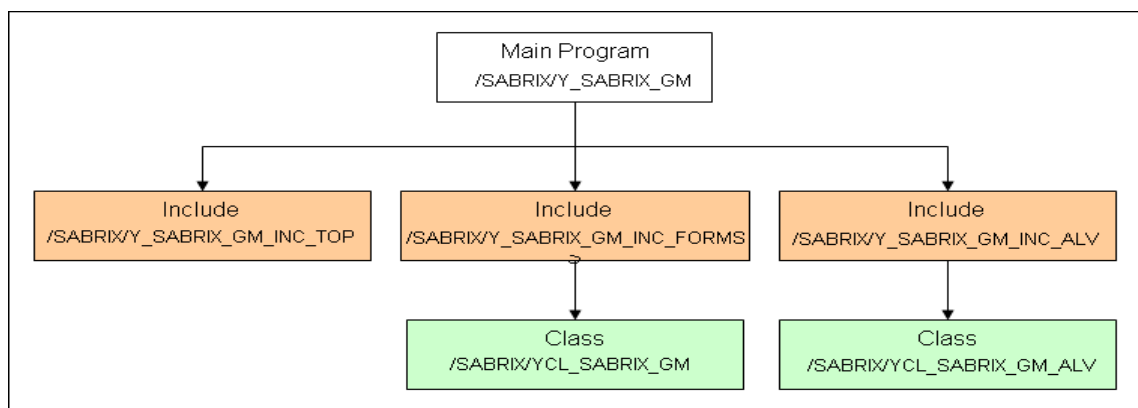 Main Program
/SABRIX/Y_SABRIX_GM
Include
/SABRIX/Y_SABRIX_GM_INC_TOP
Include
/SABRIX/Y_SABRIX_GM_INC_FORMS
Include
/SABRIX/Y_SABRIX_GM_INC_ALV
Class
/SABRIX/YCL_SABRIX_GM
Class
/SABRIX/YCL_SABRIX_GM_ALV